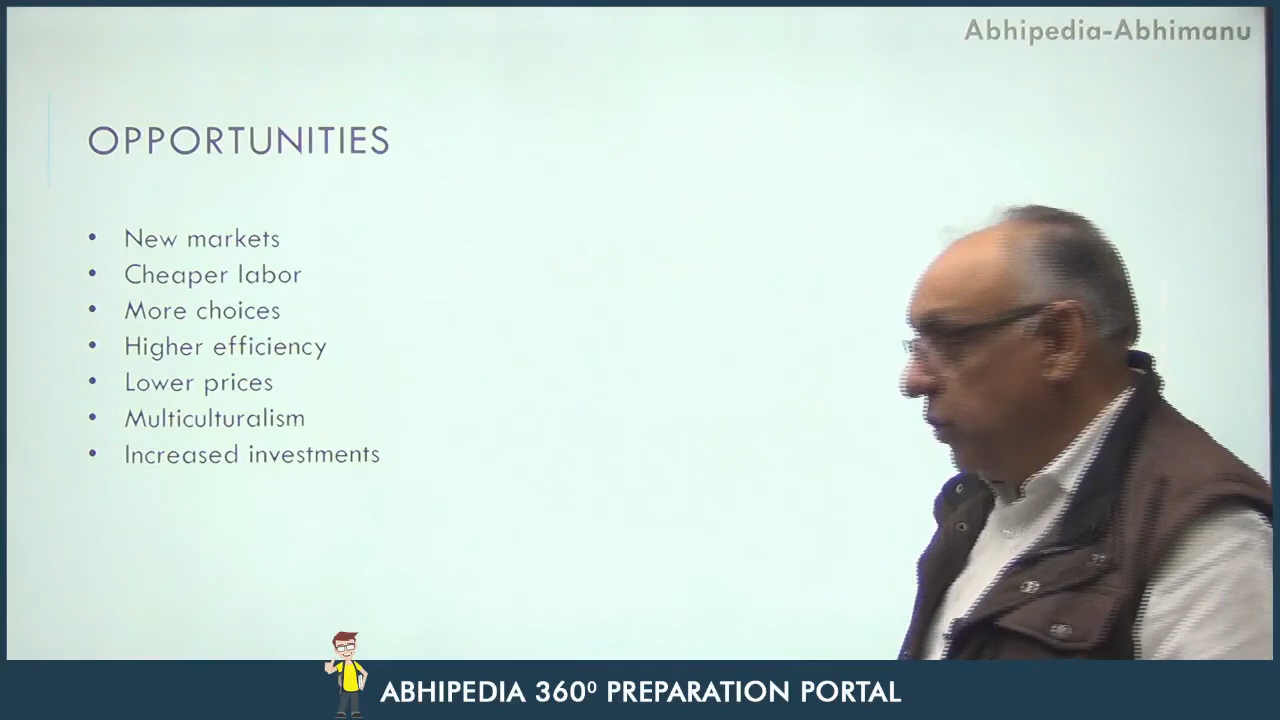 Abhipedia-Abhimanu
OPPORTUNITIES
• New markets
• Cheaper labor
• More choices
• Higher efficiency
• Lower prices
• Multiculturalism
• Increased investments
ABHIPEDIA 360⁰ PREPARATION PORTAL